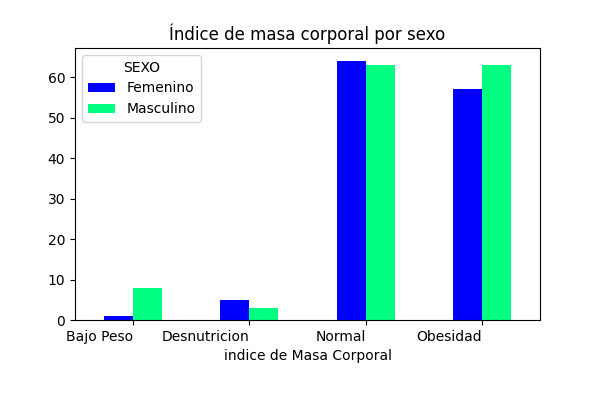 Índice de masa corporal por sexo
SEXO
Femenino
Masculino
60
50
40
30
20
10
0
Bajo Peso Desnutricion Normal Obesidad
indice de Masa Corporal